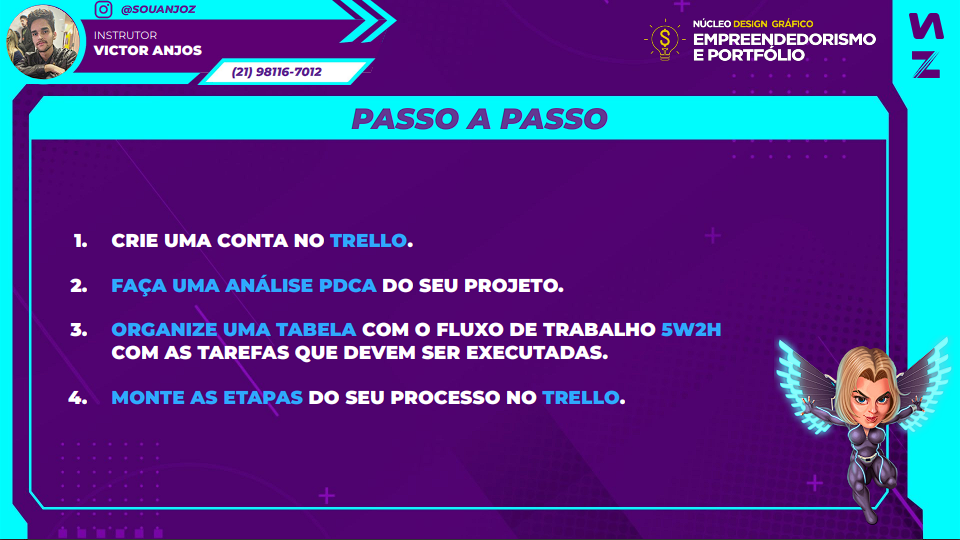 @SOUANJOZ
INSTRUTOR
VICTOR ANJOS
(21) 98116-7012
NÚCLEO DESIGN GRÁFICO
EMPREENDEDORISMO
E PORTFÓLIO
PASSO A PASSO
1. CRIE UMA CONTA NO TRELLO.
2. FAÇA UMA ANÁLISE PDCA DO SEU PROJETO.
3. ORGANIZE UMA TABELA COM O FLUXO DE TRABALHO 5W2H
COM AS TAREFAS QUE DEVEM SER EXECUTADAS.
4. MONTE AS ETAPAS DO SEU PROCESSO NO TRELLO.